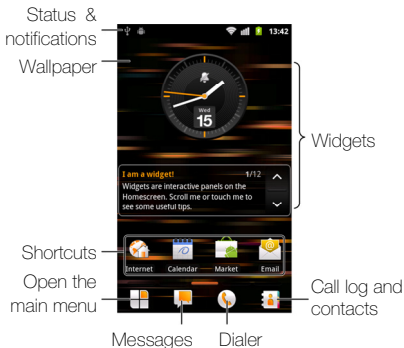 Status &
notifications
13:42
Wallpaper
Wed
15
Widgets
I am a widget! 1/12
Widgets are interactive panels on the
Homescreen. Scroll me or touch me to
see some useful tips.
Shortcuts
Internet Calendar Market Email
Open the
main menu
Call log and
contacts
Messages Dialer